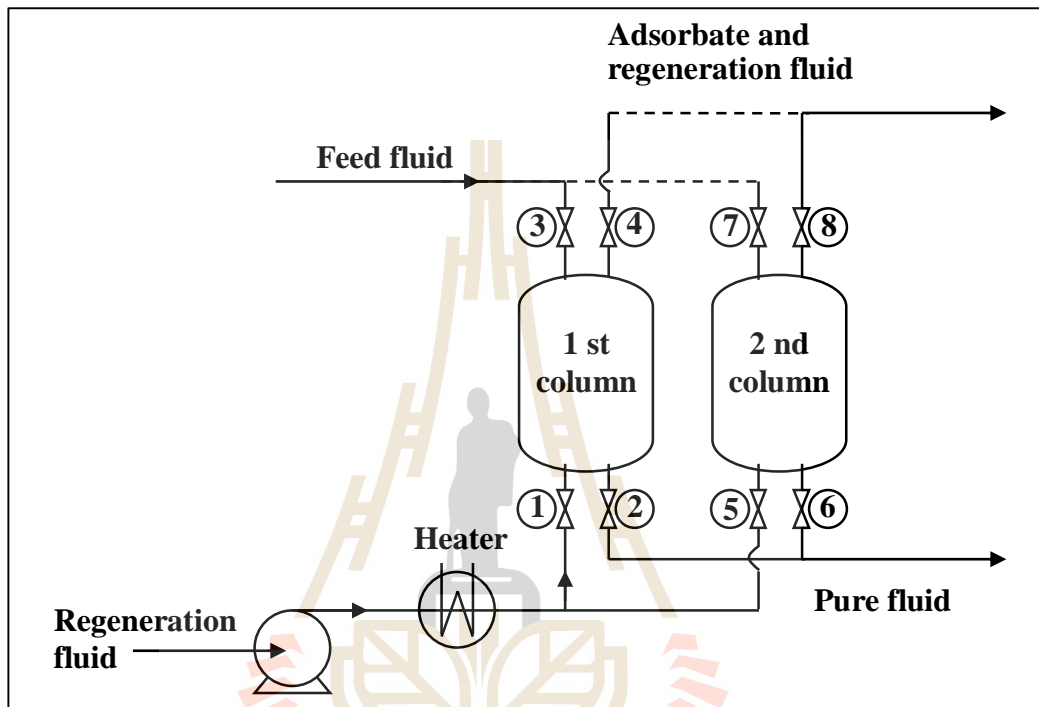 Adsorbate and
regeneration fluid
Feed fluid
3
4
7
8
1 st
column
2 nd
column
1
2
5
6
Heater
Pure fluid
Regeneration
fluid